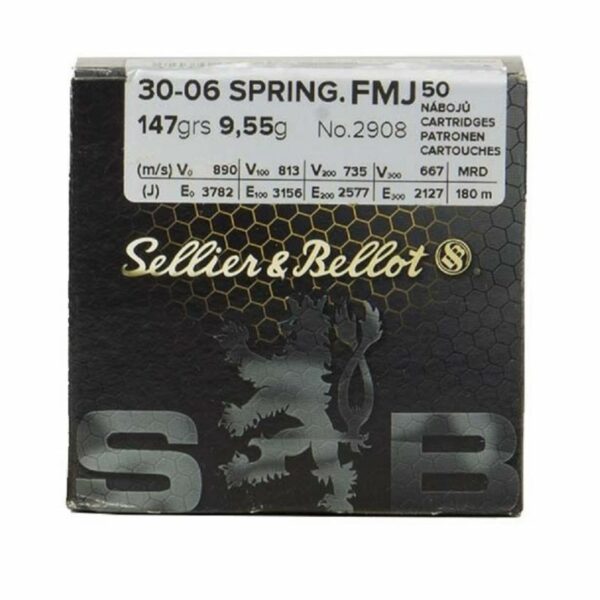 30-06 SPRING. FMJ 50
NÁBOJŮ
147grs 9,55g No.2908 CARTRIDGES
PATRONEN
CARTOUCHES
(m/s) V₀ 890 V₁₀₀ 813 V₂₀₀ 735 V₃₀₀ 667 MRD
(J) E₀ 3782 E₁₀₀ 3156 E₂₀₀ 2577 E₃₀₀ 2127 180 m
Sellier & Bellot
S B